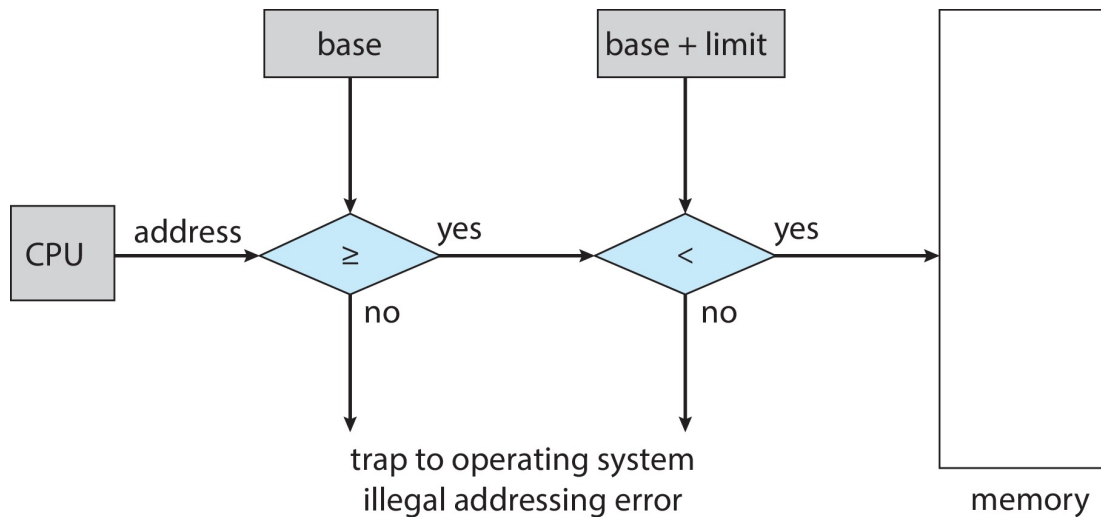 base
base + limit
CPU
address
≥
yes
<
yes
no
no
trap to operating system
illegal addressing error
memory